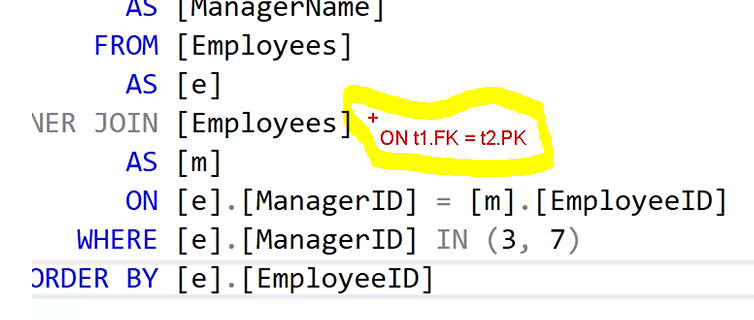 AS [ManagerName]
FROM [Employees]
AS [e]
NER JOIN [Employees]
ON t1.FK = t2.PK
AS [m]
ON [e].[ManagerID] = [m].[EmployeeID]
WHERE [e].[ManagerID] IN (3, 7)
ORDER BY [e].[EmployeeID]